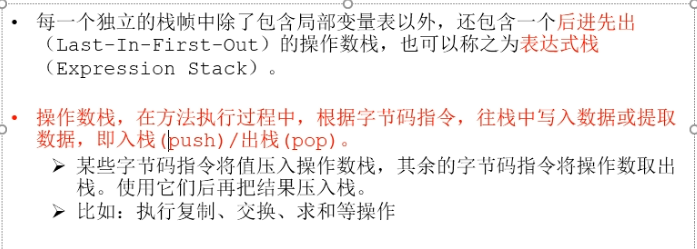 • 每一个独立的栈帧中除了包含局部变量表以外，还包含一个后进先出
（Last-In-First-Out）的操作数栈，也可以称之为表达式栈
（Expression Stack）。
• 操作数栈，在方法执行过程中，根据字节码指令，往栈中写入数据或提取
数据，即入栈(push)/出栈(pop)。
➢ 某些字节码指令将值压入操作数栈，其余的字节码指令将操作数取出
栈。使用它们后再把结果压入栈。
➢ 比如：执行复制、交换、求和等操作